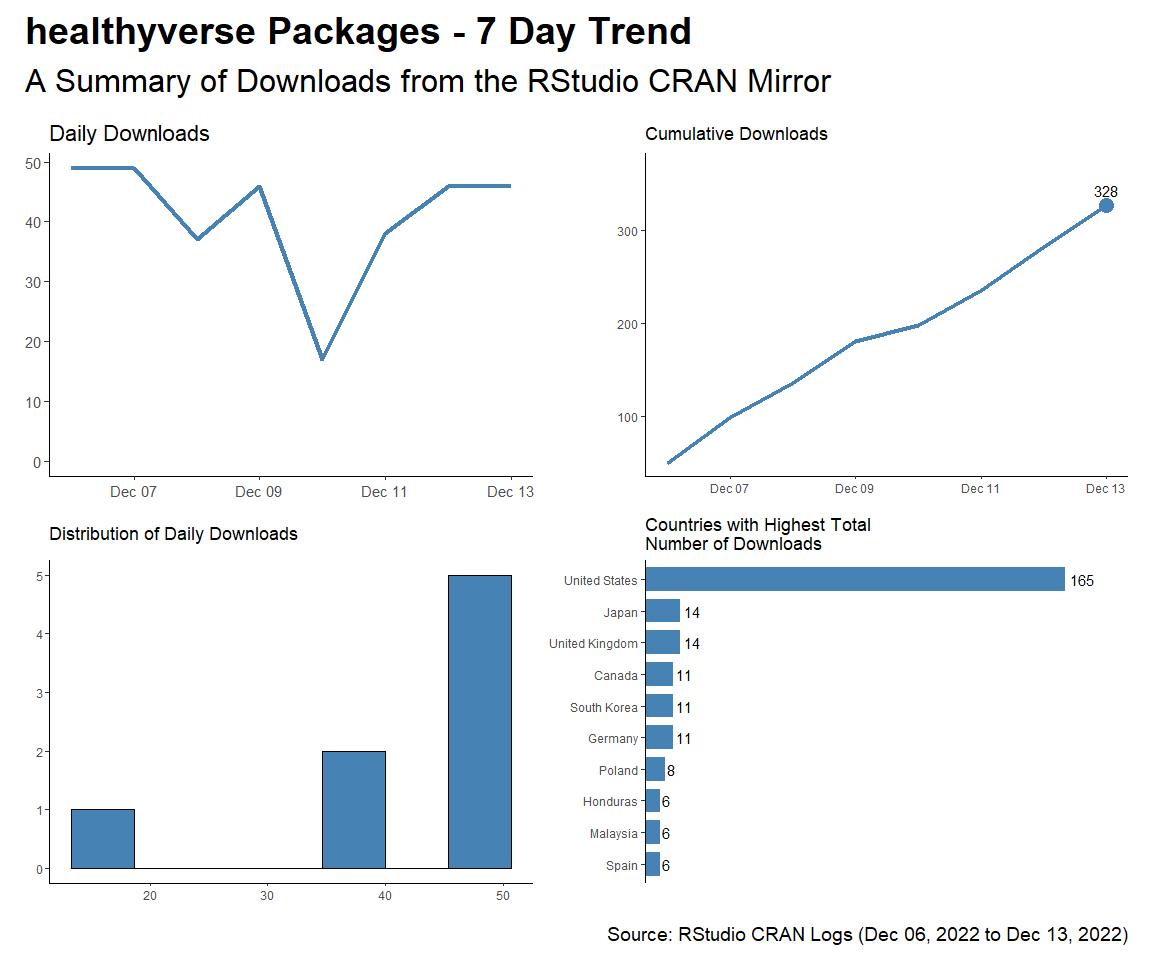 healthyverse Packages - 7 Day Trend
A Summary of Downloads from the RStudio CRAN Mirror
Daily Downloads
50
40
30
20
10
0
Dec 07
Dec 09
Dec 11
Dec 13
Cumulative Downloads
328
300
200
100
Dec 07
Dec 09
Dec 11
Dec 13
Distribution of Daily Downloads
5
4
3
2
1
0
20
30
40
50
Countries with Highest Total
Number of Downloads
United States 165
Japan 14
United Kingdom 14
Canada 11
South Korea 11
Germany 11
Poland 8
Honduras 6
Malaysia 6
Spain 6
Source: RStudio CRAN Logs (Dec 06, 2022 to Dec 13, 2022)